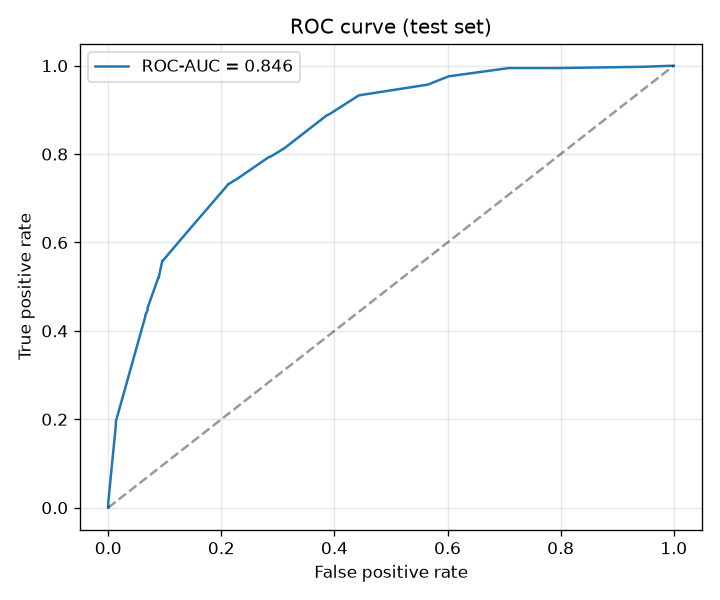 ROC curve (test set)
ROC-AUC = 0.846
True positive rate
1.0
0.8
0.6
0.4
0.2
0.0
0.0 0.2 0.4 0.6 0.8 1.0
False positive rate